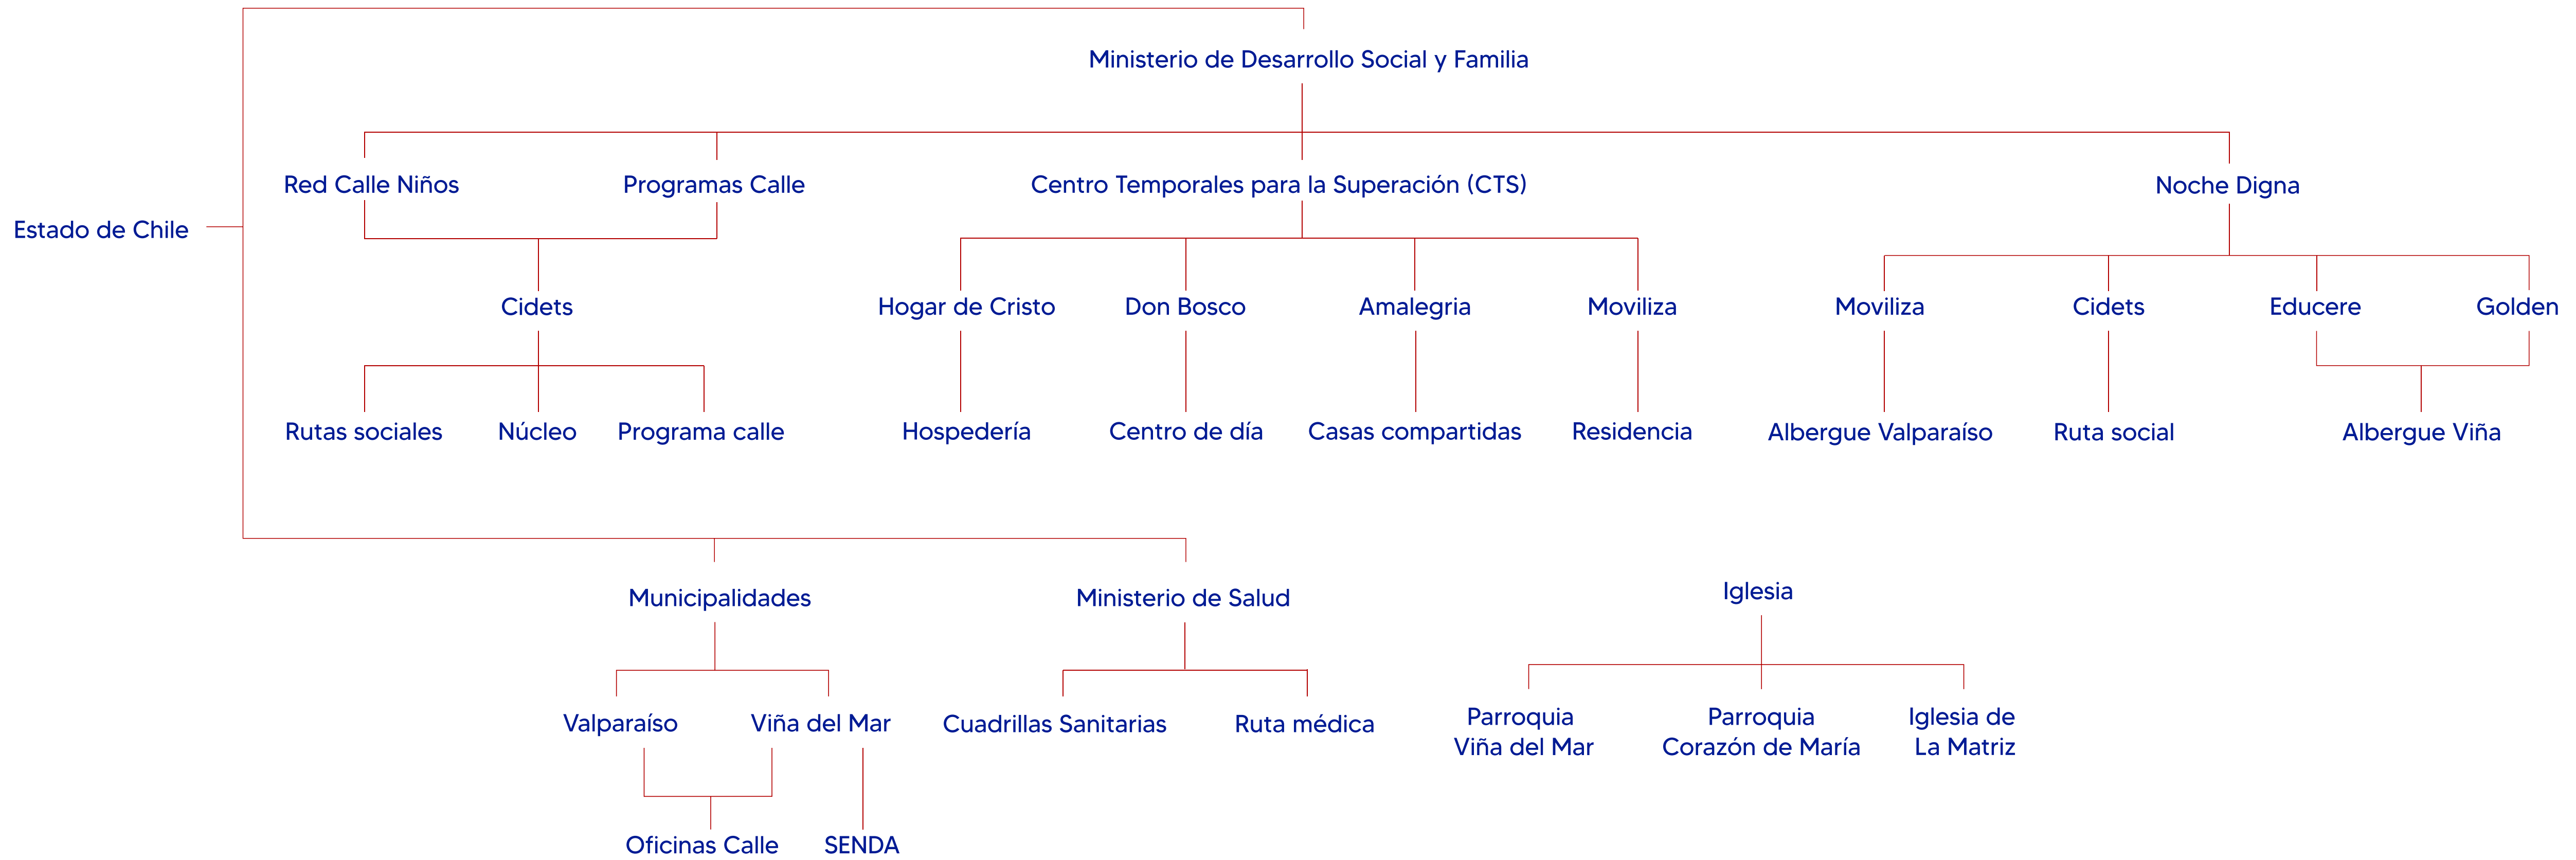 Ministerio de Desarrollo Social y Familia
Red Calle Niños
Programas Calle
Centro Temporales para la Superación (CTS)
Noche Digna
Estado de Chile
Cidets
Hogar de Cristo
Don Bosco
Amalegria
Moviliza
Moviliza
Cidets
Educere
Golden
Rutas sociales
Núcleo
Programa calle
Hospedería
Centro de día
Casas compartidas
Residencia
Albergue Valparaíso
Ruta social
Albergue Viña
Municipalidades
Ministerio de Salud
Iglesia
Valparaíso
Viña del Mar
Cuadrillas Sanitarias
Ruta médica
Parroquia
Viña del Mar
Parroquia
Corazón de María
Iglesia de
La Matriz
Oficinas Calle
SENDA